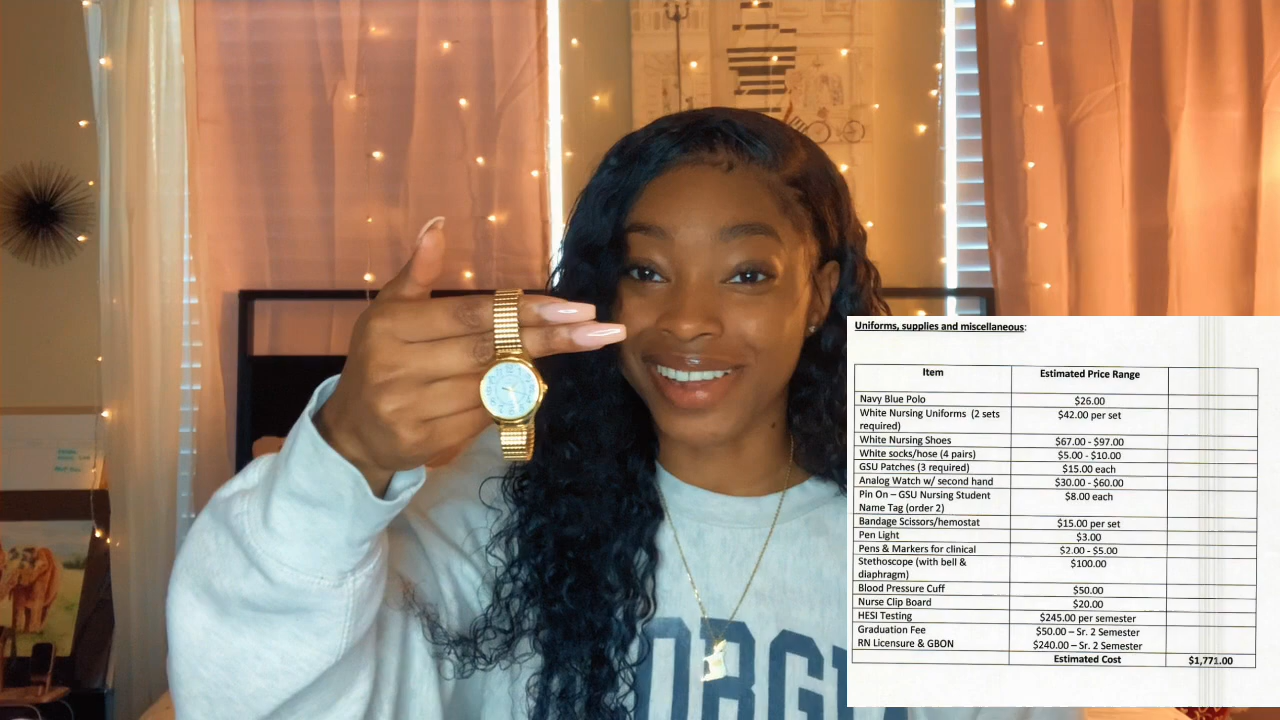 Uniforms, supplies and miscellaneous:
Item Estimated Price Range
Navy Blue Polo $26.00
White Nursing Uniforms (2 sets required) $42.00 per set
White Nursing Shoes $67.00 - $97.00
White socks/hose (4 pairs) $5.00 - $10.00
GSU Patches (3 required) $15.00 each
Analog Watch w/ second hand $30.00 - $60.00
Pin On – GSU Nursing Student Name Tag (order 2) $8.00 each
Bandage Scissors/hemostat $15.00 per set
Pen Light $3.00
Pens & Markers for clinical $2.00 - $5.00
Stethoscope (with bell & diaphragm) $100.00
Blood Pressure Cuff $50.00
Nurse Clip Board $20.00
HESI Testing $245.00 per semester
Graduation Fee $50.00 – Sr. 2 Semester
RN Licensure & GBON $240.00 – Sr. 2 Semester
Estimated Cost $1,771.00